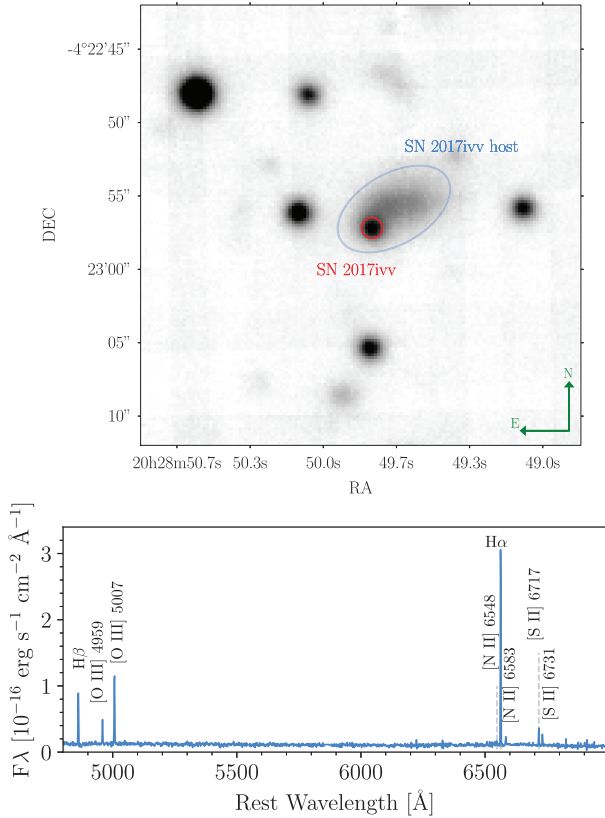 -4°22'45"
50"
SN 2017ivv host
55"
DEC
23'00"
SN 2017ivv
05"
N
10"
E
20h28m50.7s 50.3s 50.0s 49.7s 49.3s 49.0s
RA
Fλ [10⁻¹⁶ erg s⁻¹ cm⁻² Å⁻¹]
3
2
1
0
Hβ
[O III] 4959
[O III] 5007
[N II] 6548
Hα
[N II] 6583
[S II] 6717
[S II] 6731
5000 5500 6000 6500
Rest Wavelength [Å]